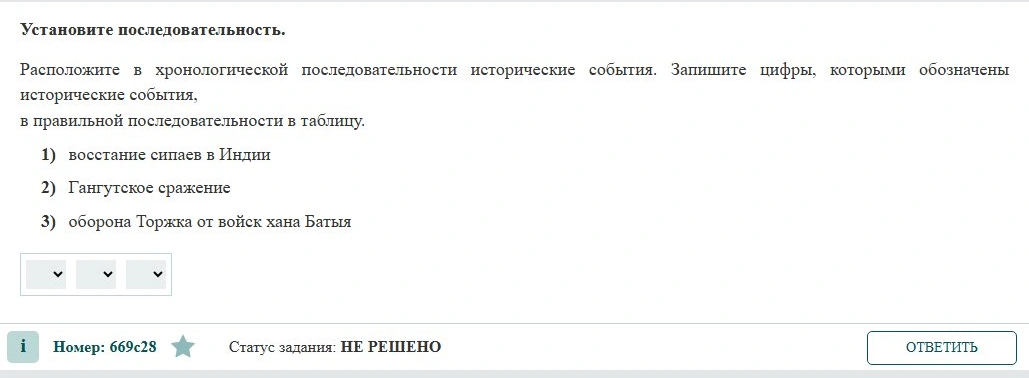 Установите последовательность.
Расположите в хронологической последовательности исторические события. Запишите цифры, которыми обозначены
исторические события,
в правильной последовательности в таблицу.
1) восстание сипаев в Индии
2) Гангутское сражение
3) оборона Торжка от войск хана Батыя
i Номер: 669c28 Статус задания: НЕ РЕШЕНО ОТВЕТИТЬ